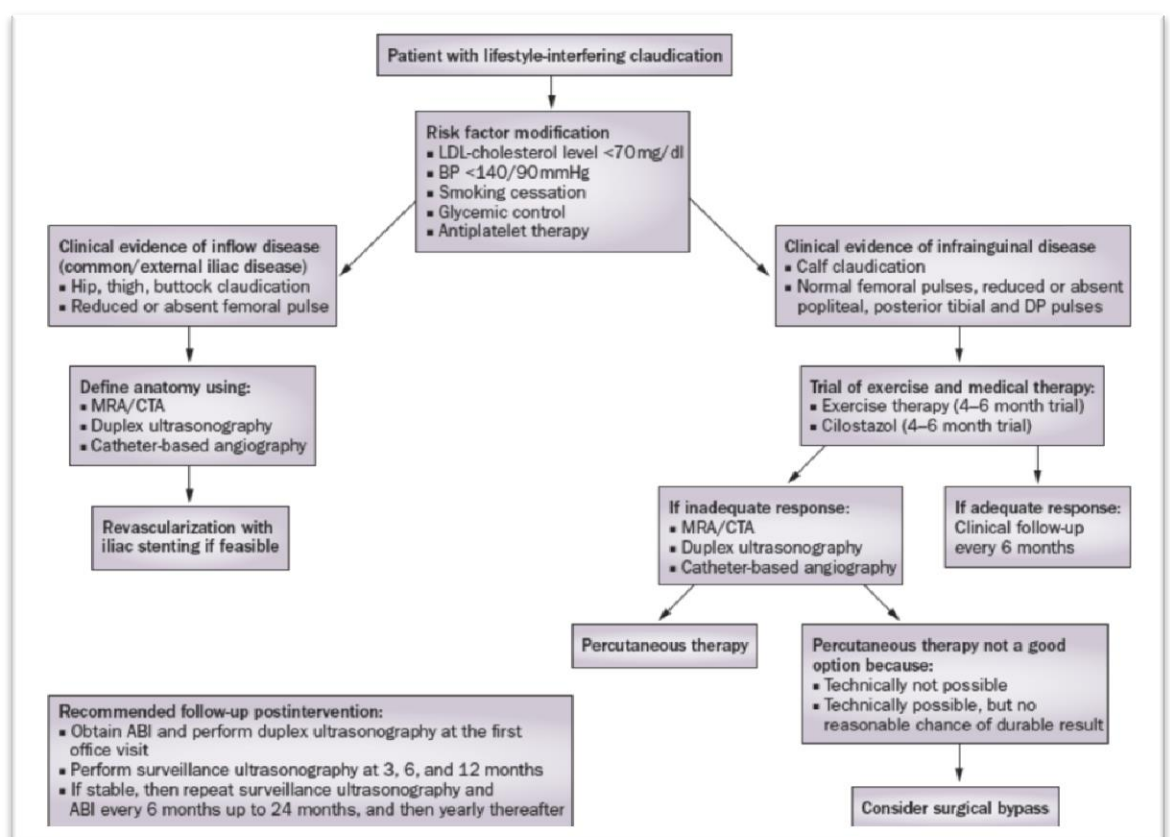 Patient with lifestyle-interfering claudication
Risk factor modification
▪ LDL-cholesterol level <70mg/dl
▪ BP <140/90mmHg
▪ Smoking cessation
▪ Glycemic control
▪ Antiplatelet therapy
Clinical evidence of inflow disease
(common/external iliac disease)
▪ Hip, thigh, buttock claudication
▪ Reduced or absent femoral pulse
Define anatomy using:
▪ MRA/CTA
▪ Duplex ultrasonography
▪ Catheter-based angiography
Revascularization with
iliac stenting if feasible
Clinical evidence of infrainguinal disease
▪ Calf claudication
▪ Normal femoral pulses, reduced or absent
popliteal, posterior tibial and DP pulses
Trial of exercise and medical therapy:
▪ Exercise therapy (4–6 month trial)
▪ Cilostazol (4–6 month trial)
If inadequate response:
▪ MRA/CTA
▪ Duplex ultrasonography
▪ Catheter-based angiography
If adequate response:
Clinical follow-up
every 6 months
Percutaneous therapy
Percutaneous therapy not a good
option because:
▪ Technically not possible
▪ Technically possible, but no
reasonable chance of durable result
Consider surgical bypass
Recommended follow-up postintervention:
▪ Obtain ABI and perform duplex ultrasonography at the first
office visit
▪ Perform surveillance ultrasonography at 3, 6, and 12 months
▪ If stable, then repeat surveillance ultrasonography and
ABI every 6 months up to 24 months, and then yearly thereafter